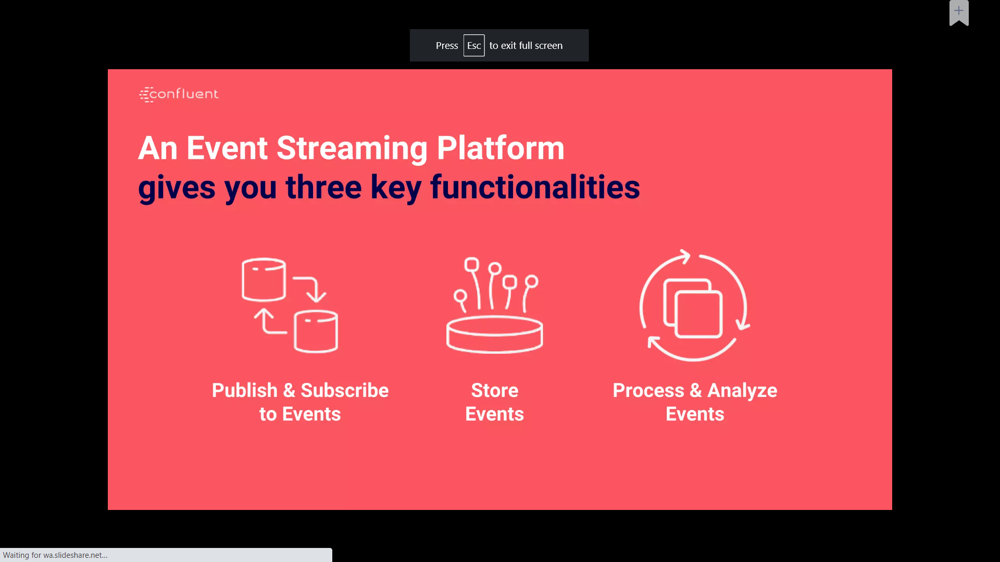 Press Esc to exit full screen
confluent
An Event Streaming Platform
gives you three key functionalities
Publish & Subscribe
to Events
Store
Events
Process & Analyze
Events
Waiting for wa.slideshare.net...